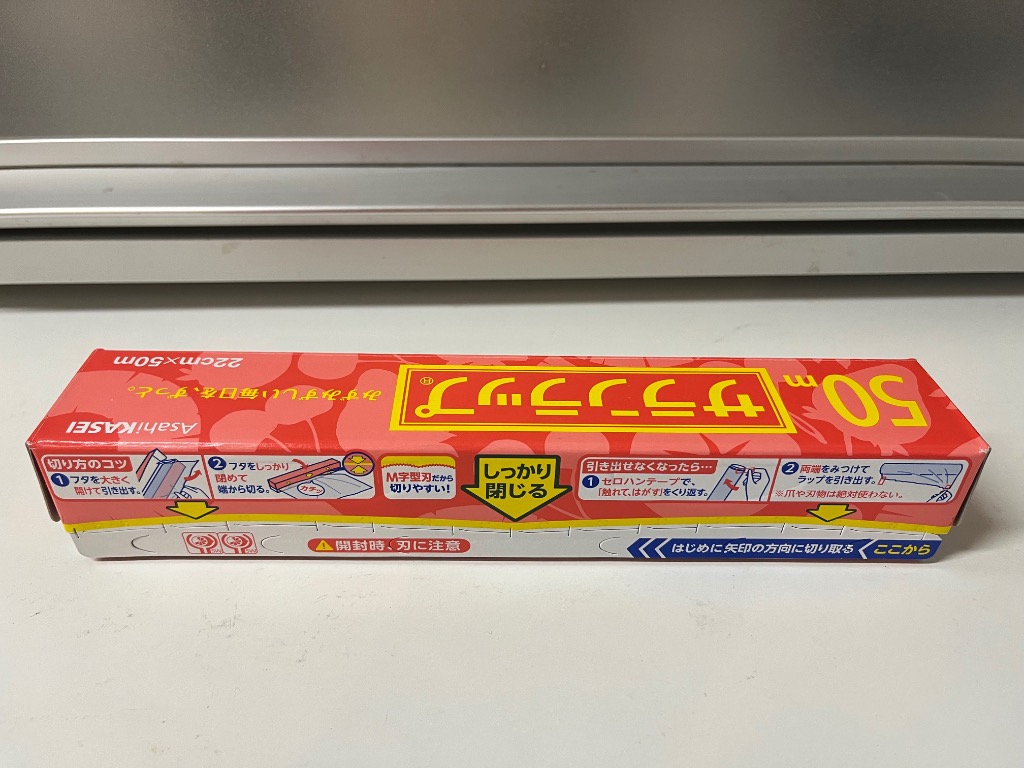 50m
サランラップ®
みずみずしい毎日を、ずっと。
AsahiKASEI
22cm×50m
切り方のコツ
1 フタを大きく
開けて引き出す。
2 フタをしっかり
閉めて
端から切る。
カチッ
M字型刃だから
切りやすい!
しっかり
閉じる
引き出せなくなったら…
1 セロハンテープで、
「触れて、はがす」をくり返す。
2 両端をみつけて
ラップを引き出す。
※爪や刃物は絶対使わない。
開封時、刃に注意
はじめに矢印の方向に切り取る
ここから